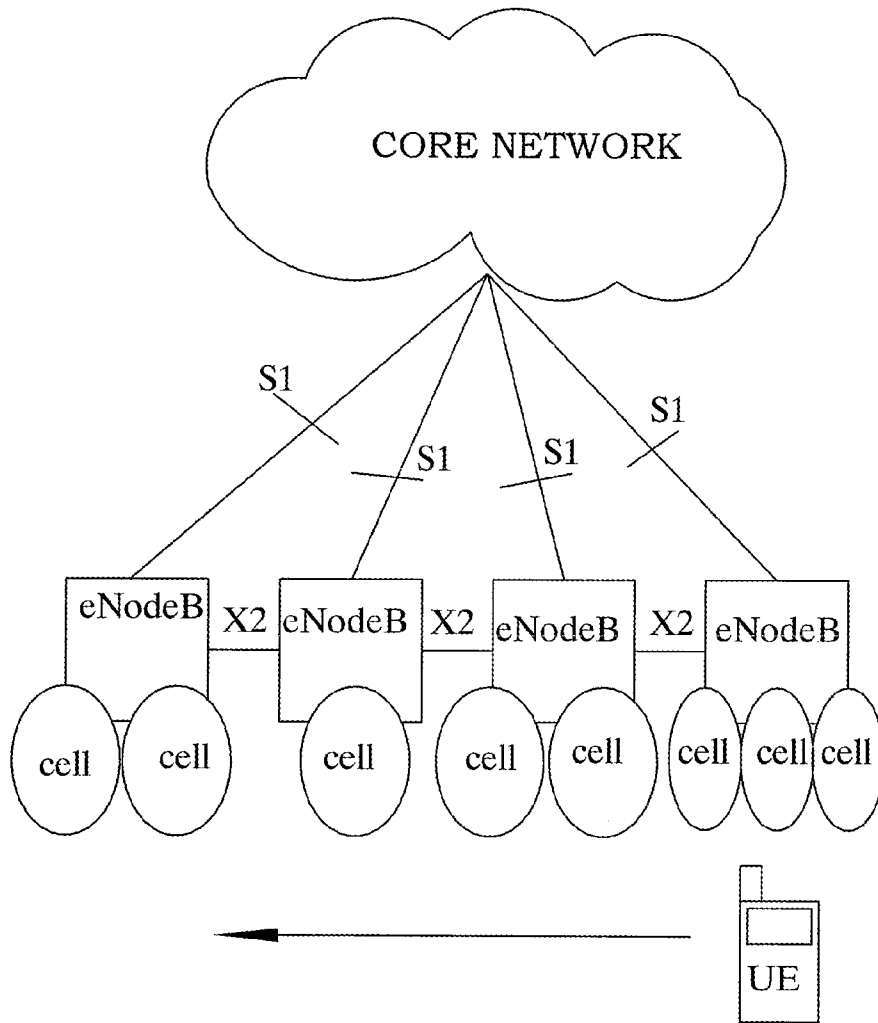 CORE NETWORK
S1
S1
S1
S1
eNodeB
X2
eNodeB
X2
eNodeB
X2
eNodeB
cell
cell
cell
cell
cell
cell
cell
cell
UE